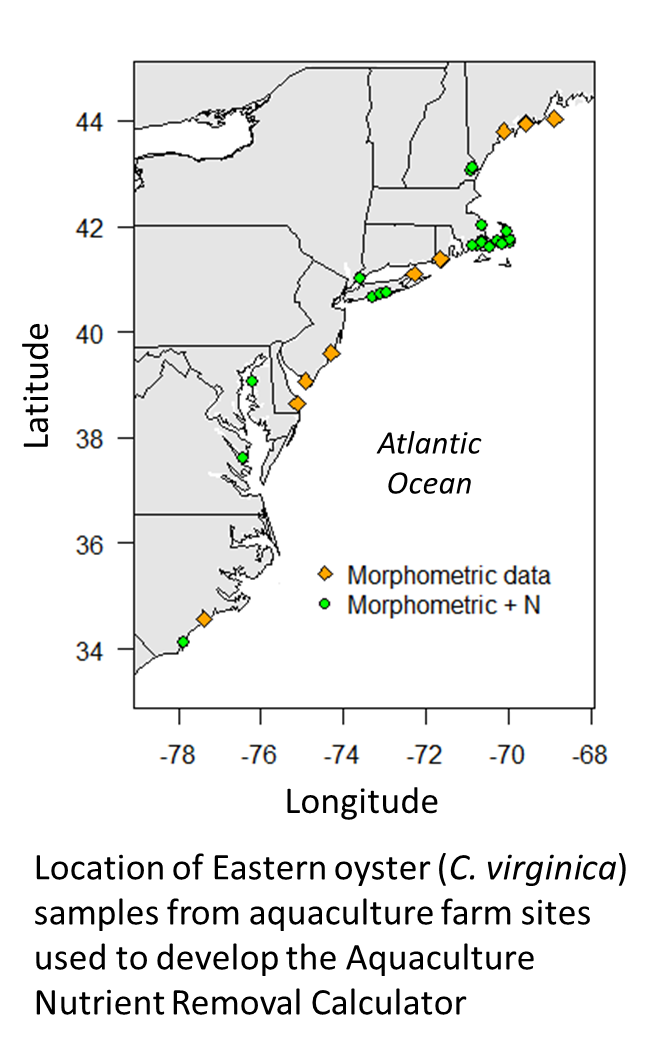 44
42
40
38
36
34
Latitude
Atlantic
Ocean
Morphometric data
Morphometric + N
-78 -76 -74 -72 -70 -68
Longitude
Location of Eastern oyster (C. virginica)
samples from aquaculture farm sites
used to develop the Aquaculture
Nutrient Removal Calculator